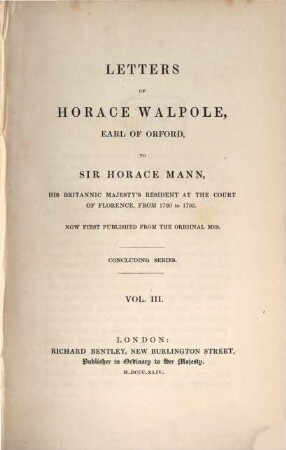 LETTERS
OF
HORACE WALPOLE,
EARL OF ORFORD,
TO
SIR HORACE MANN,
HIS BRITANNIC MAJESTY'S RESIDENT AT THE COURT
OF FLORENCE, FROM 1760 to 1785.
NOW FIRST PUBLISHED FROM THE ORIGINAL MSS.
CONCLUDING SERIES.
VOL. III.
LONDON:
RICHARD BENTLEY, NEW BURLINGTON STREET,
Publisher in Ordinary to Her Majesty.
M.DCCC.XLIV.